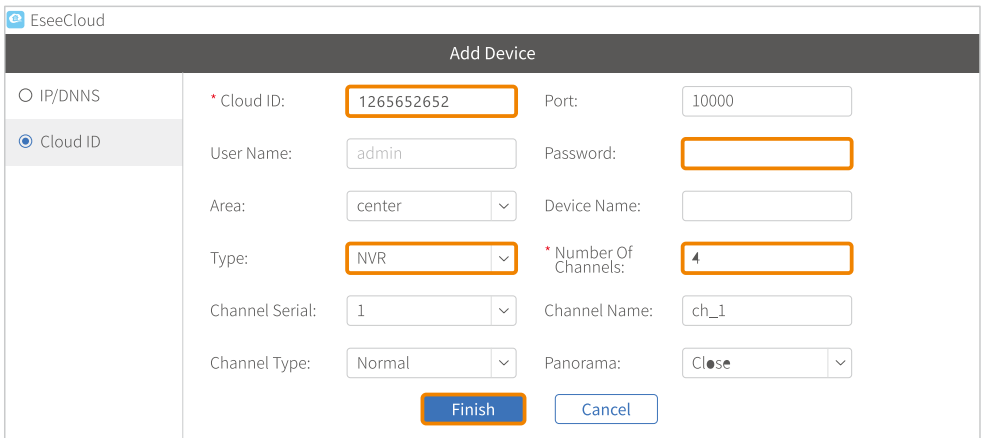 EseeCloud
Add Device
IP/DNNS
Cloud ID
* Cloud ID: 1265652652 Port: 10000
User Name: admin Password:
Area: center Device Name:
Type: NVR * Number Of
Channels: 4
Channel Serial: 1 Channel Name: ch_1
Channel Type: Normal Panorama: Close
Finish Cancel